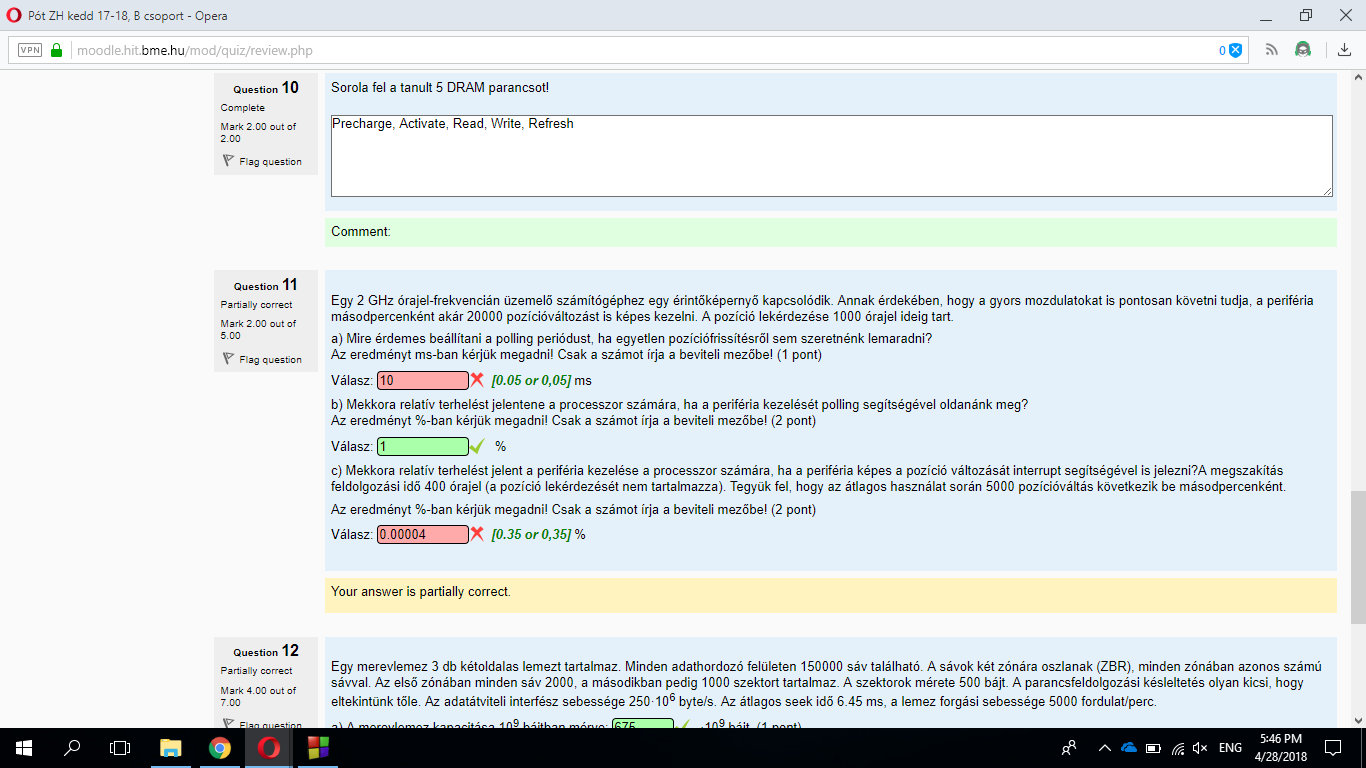 Pót ZH kedd 17-18, B csoport - Opera
VPN moodle.hit.bme.hu/mod/quiz/review.php 0
Question 10
Complete
Mark 2.00 out of
2.00
Flag question
Sorola fel a tanult 5 DRAM parancsot!
Precharge, Activate, Read, Write, Refresh
Comment:
Question 11
Partially correct
Mark 2.00 out of
5.00
Flag question
Egy 2 GHz órajel-frekvencián üzemelő számítógéphez egy érintőképernyő kapcsolódik. Annak érdekében, hogy a gyors mozdulatokat is pontosan követni tudja, a periféria
másodpercenként akár 20000 pozícióváltozást is képes kezelni. A pozíció lekérdezése 1000 órajel ideig tart.
a) Mire érdemes beállítani a polling periódust, ha egyetlen pozíciófrissítésről sem szeretnénk lemaradni?
Az eredményt ms-ban kérjük megadni! Csak a számot írja a beviteli mezőbe! (1 pont)
Válasz: 10 [0.05 or 0,05] ms
b) Mekkora relatív terhelést jelentene a processzor számára, ha a periféria kezelését polling segítségével oldanánk meg?
Az eredményt %-ban kérjük megadni! Csak a számot írja a beviteli mezőbe! (2 pont)
Válasz: 1 %
c) Mekkora relatív terhelést jelent a periféria kezelése a processzor számára, ha a periféria képes a pozíció változását interrupt segítségével is jelezni?A megszakítás
feldolgozási idő 400 órajel (a pozíció lekérdezését nem tartalmazza). Tegyük fel, hogy az átlagos használat során 5000 pozícióváltás következik be másodpercenként.
Az eredményt %-ban kérjük megadni! Csak a számot írja a beviteli mezőbe! (2 pont)
Válasz: 0.00004 [0.35 or 0,35] %
Your answer is partially correct.
Question 12
Partially correct
Mark 4.00 out of
7.00
Flag question
Egy merevlemez 3 db kétoldalas lemezt tartalmaz. Minden adathordozó felületen 150000 sáv található. A sávok két zónára oszlanak (ZBR), minden zónában azonos számú
sávval. Az első zónában minden sáv 2000, a másodikban pedig 1000 szektort tartalmaz. A szektorok mérete 500 bájt. A parancsfeldolgozási késleltetés olyan kicsi, hogy
eltekintünk tőle. Az adatátviteli interfész sebessége 250·10⁶ byte/s. Az átlagos seek idő 6.45 ms, a lemez forgási sebessége 5000 fordulat/perc.
a) A merevlemez kapacitása 10⁹ bájtban mérve: 675 ·10⁹ bájt. (1 pont)
ENG
5:46 PM
4/28/2018